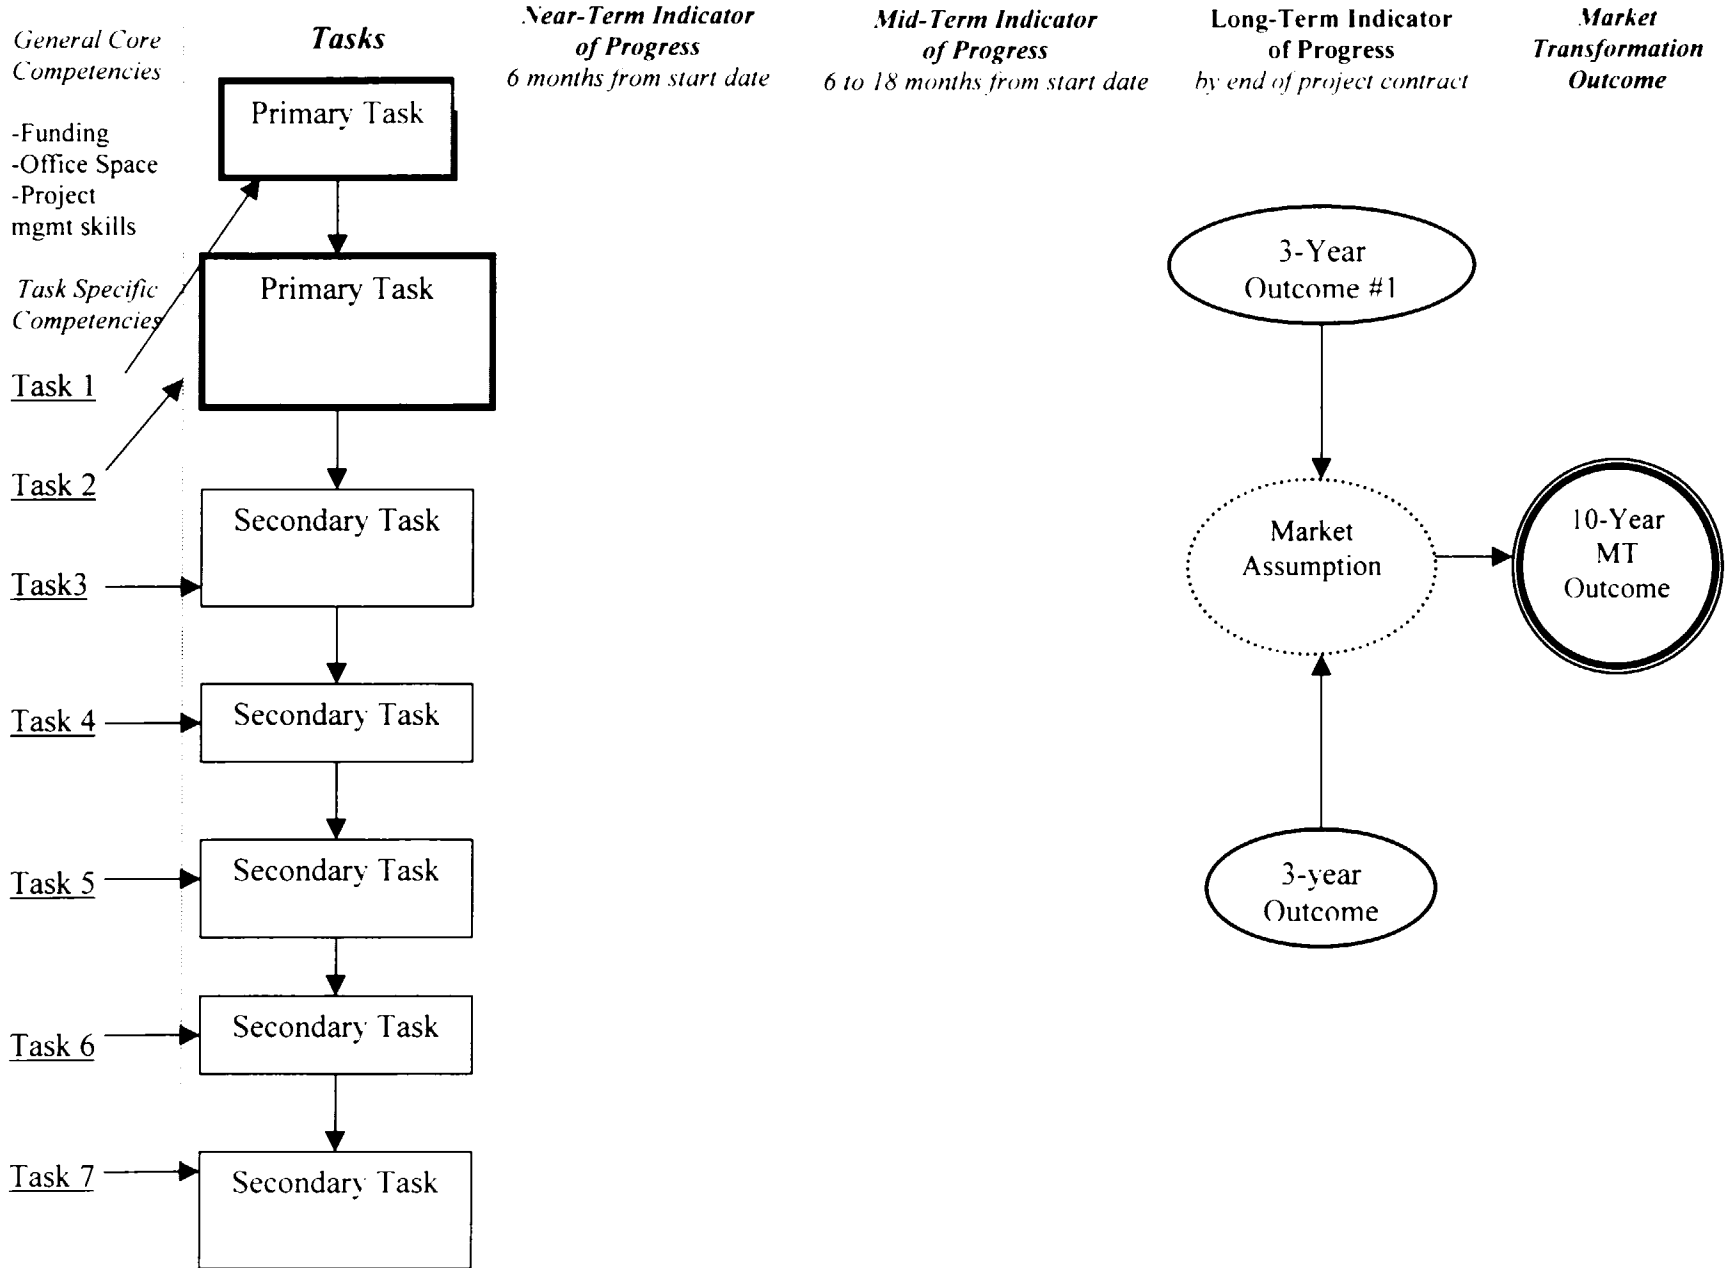 General Core
Competencies
-Funding
-Office Space
-Project
mgmt skills
Task Specific
Competencies
Task 1
Task 2
Task3
Task 4
Task 5
Task 6
Task 7
Tasks
Primary Task
Primary Task
Secondary Task
Secondary Task
Secondary Task
Secondary Task
Secondary Task
Near-Term Indicator
of Progress
6 months from start date
Mid-Term Indicator
of Progress
6 to 18 months from start date
Long-Term Indicator
of Progress
by end of project contract
3-Year
Outcome #1
Market
Assumption
3-year
Outcome
Market
Transformation
Outcome
10-Year
MT
Outcome